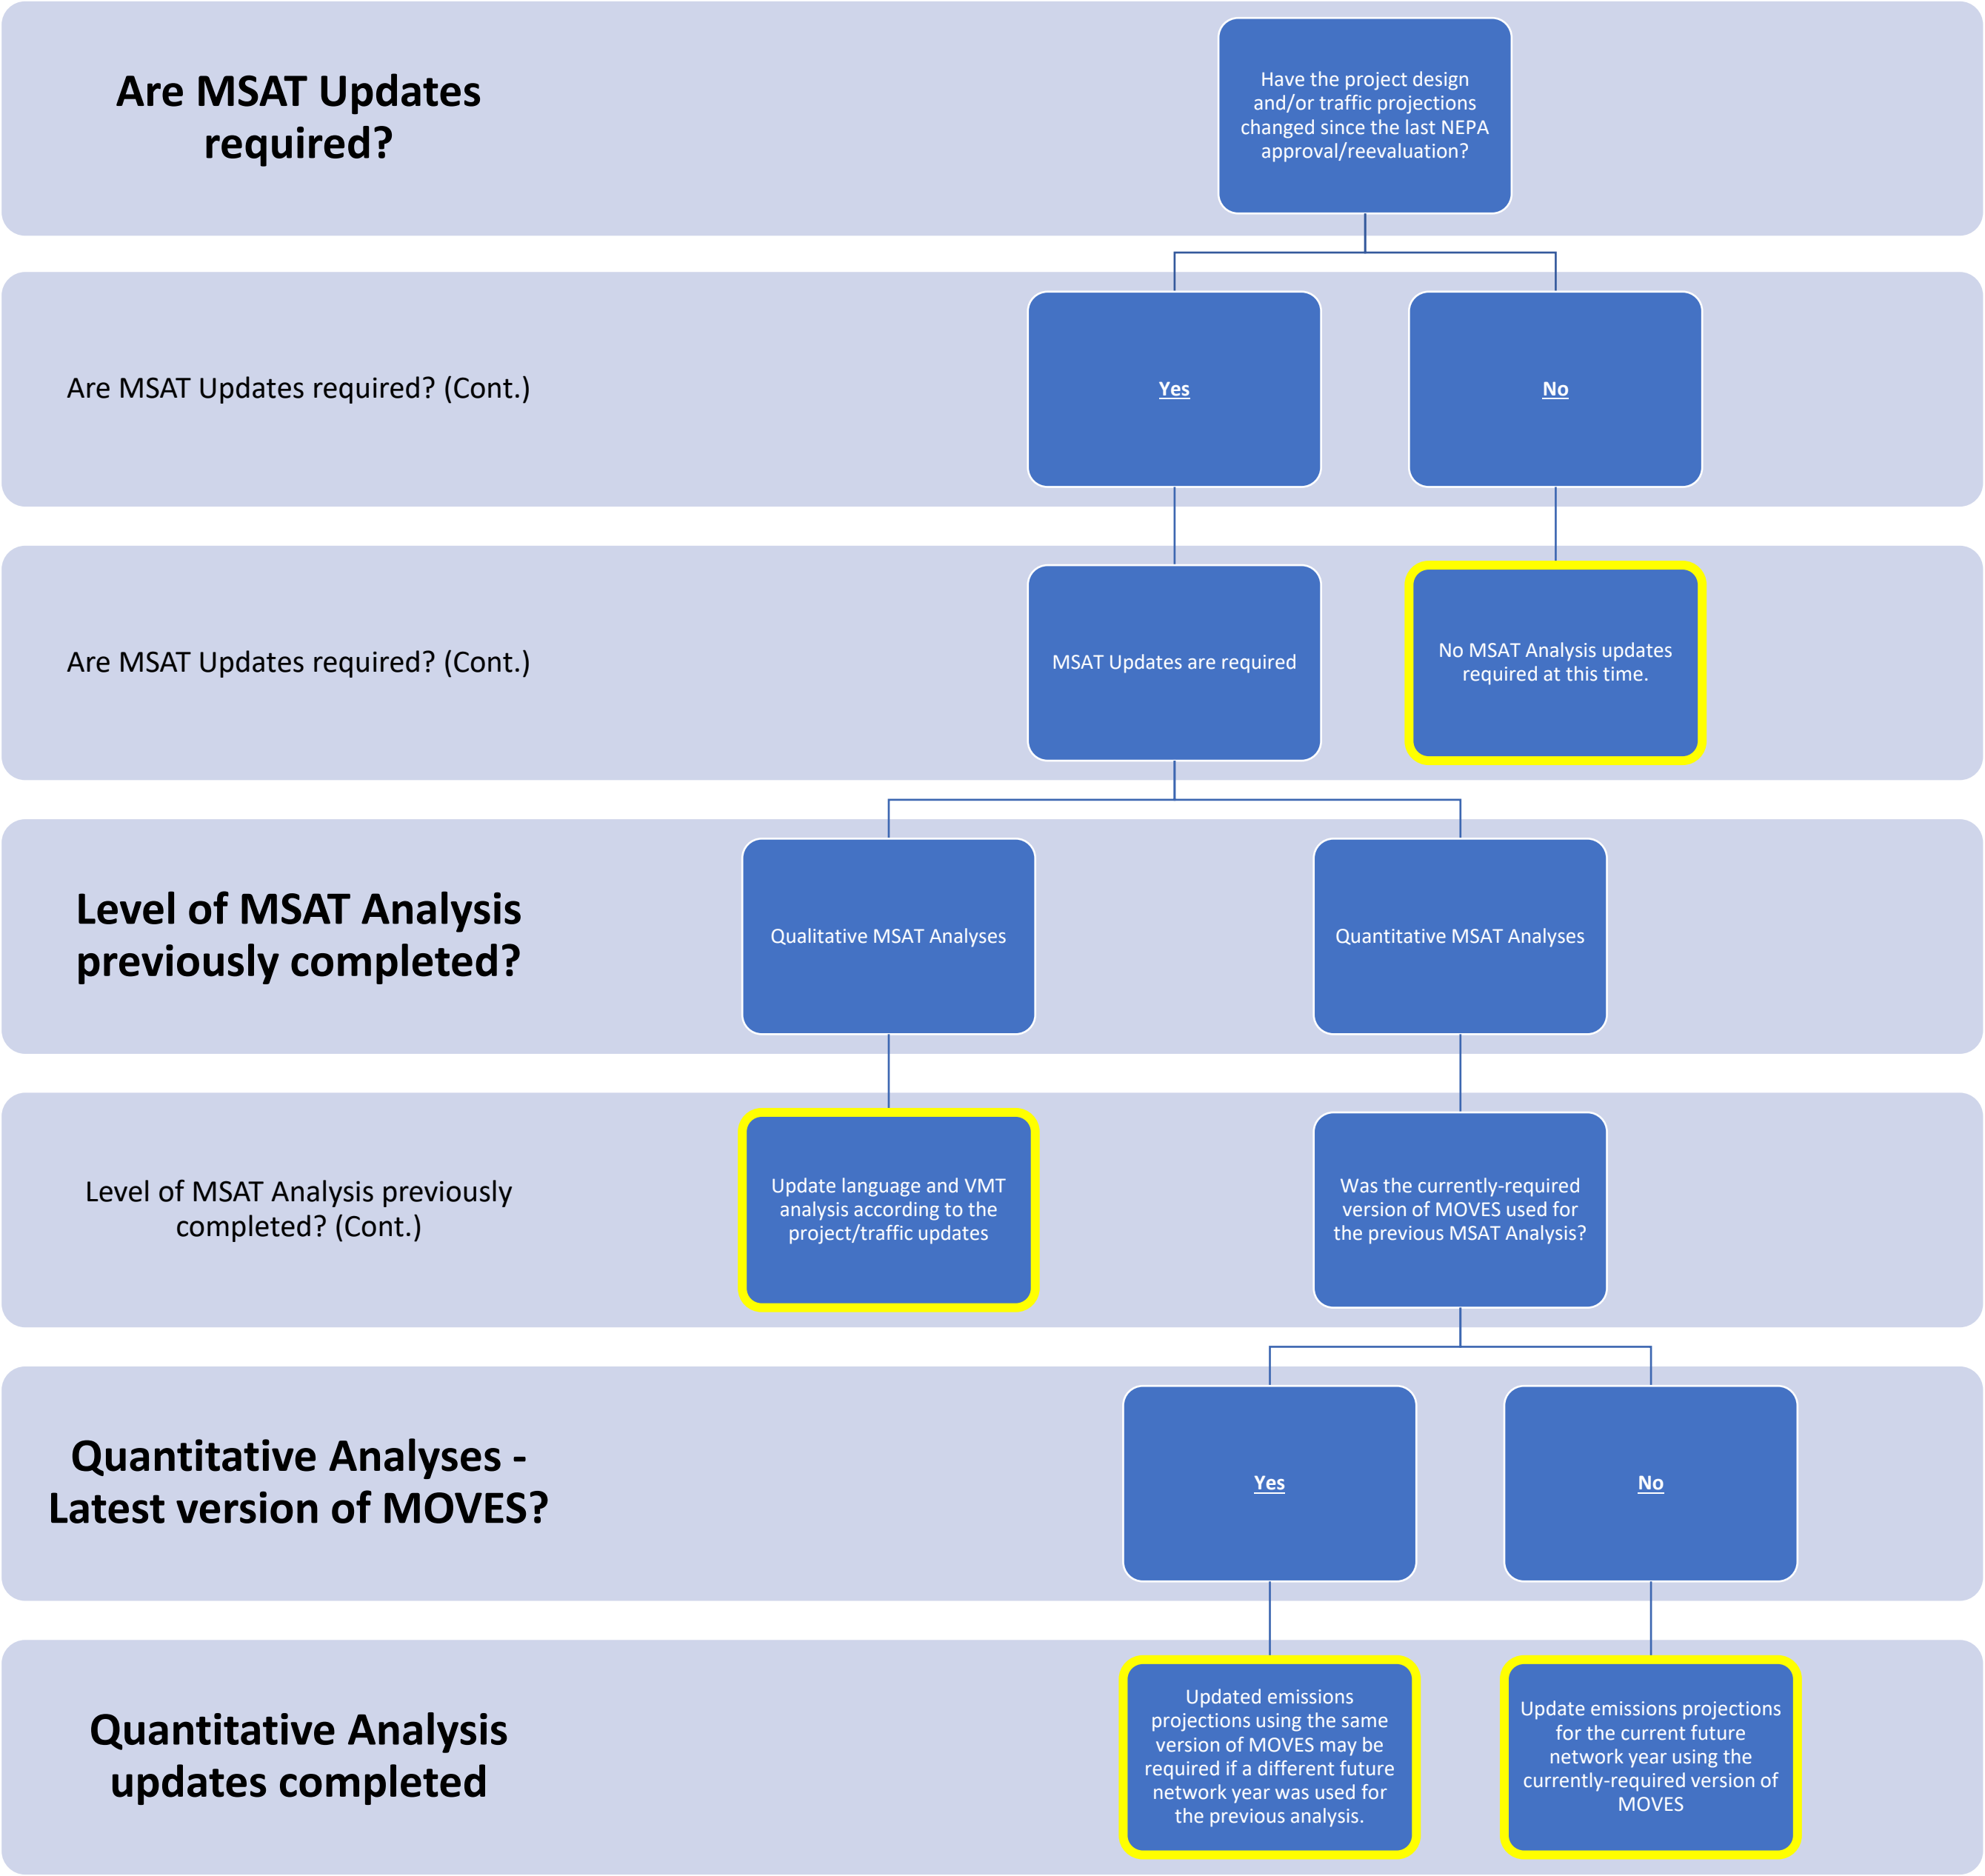 Are MSAT Updates
required?
Have the project design
and/or traffic projections
changed since the last NEPA
approval/reevaluation?
Are MSAT Updates required? (Cont.)
Yes
No
Are MSAT Updates required? (Cont.)
MSAT Updates are required
No MSAT Analysis updates
required at this time.
Level of MSAT Analysis
previously completed?
Qualitative MSAT Analyses
Quantitative MSAT Analyses
Level of MSAT Analysis previously
completed? (Cont.)
Update language and VMT
analysis according to the
project/traffic updates
Was the currently-required
version of MOVES used for
the previous MSAT Analysis?
Quantitative Analyses -
Latest version of MOVES?
Yes
No
Quantitative Analysis
updates completed
Updated emissions
projections using the same
version of MOVES may be
required if a different future
network year was used for
the previous analysis.
Update emissions projections
for the current future
network year using the
currently-required version of
MOVES